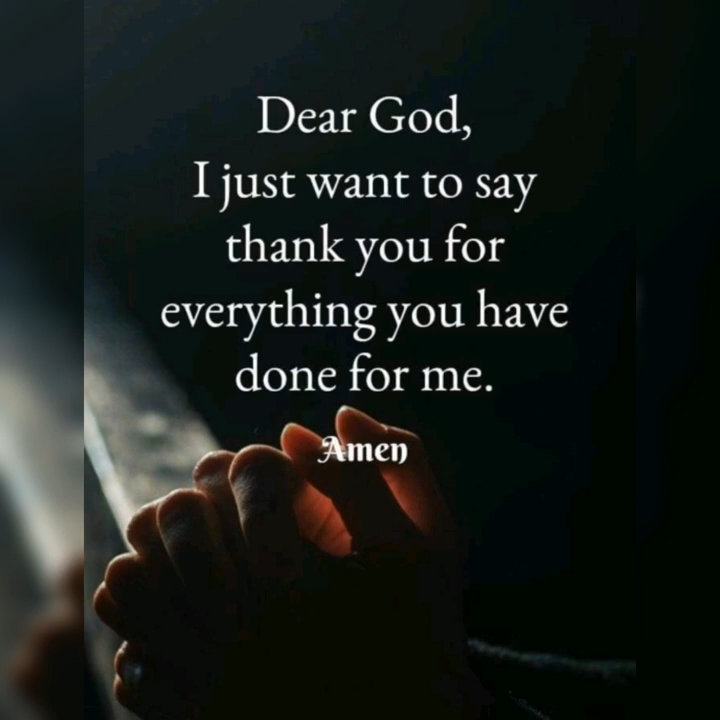 Dear God,
I just want to say
thank you for
everything you have
done for me.
Amen